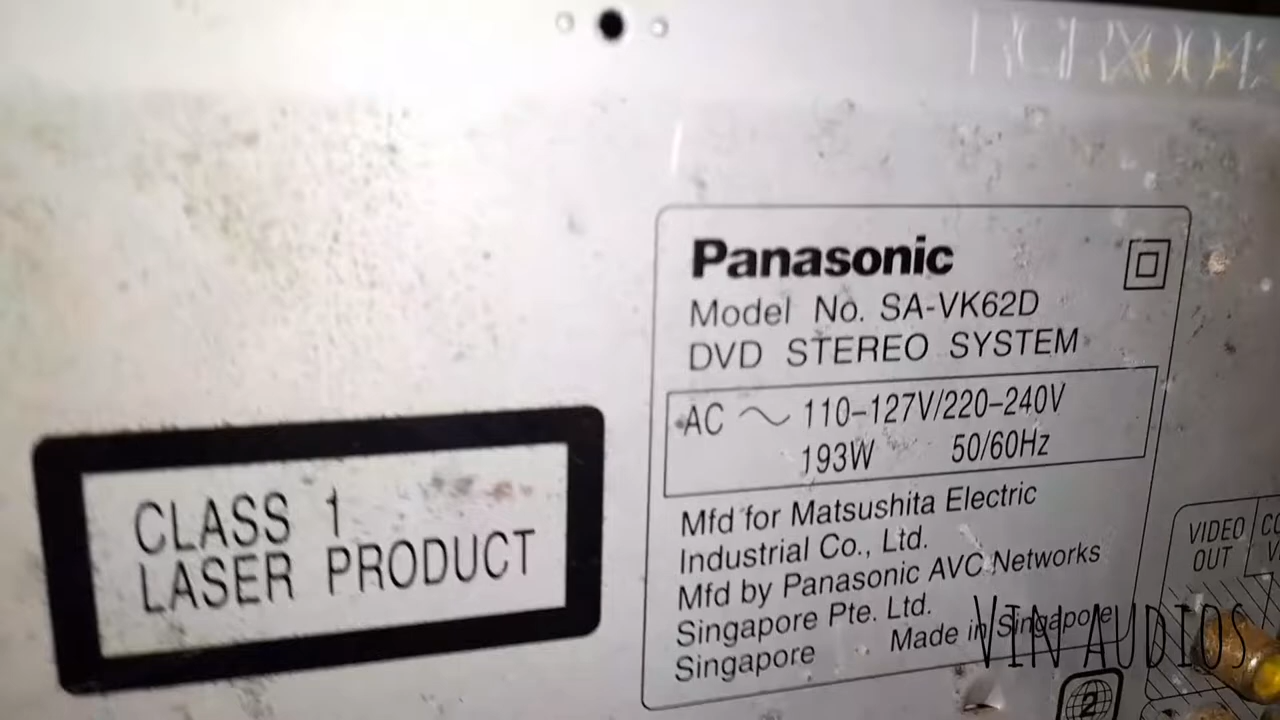 Panasonic
Model No. SA-VK62D
DVD STEREO SYSTEM
AC ~ 110-127V/220-240V
193W 50/60Hz
Mfd for Matsushita Electric
Industrial Co., Ltd.
Mfd by Panasonic AVC Networks
Singapore Pte. Ltd.
Singapore Made in Singapore
CLASS 1
LASER PRODUCT
VIDEO
OUT
2
VIN AUDIOS